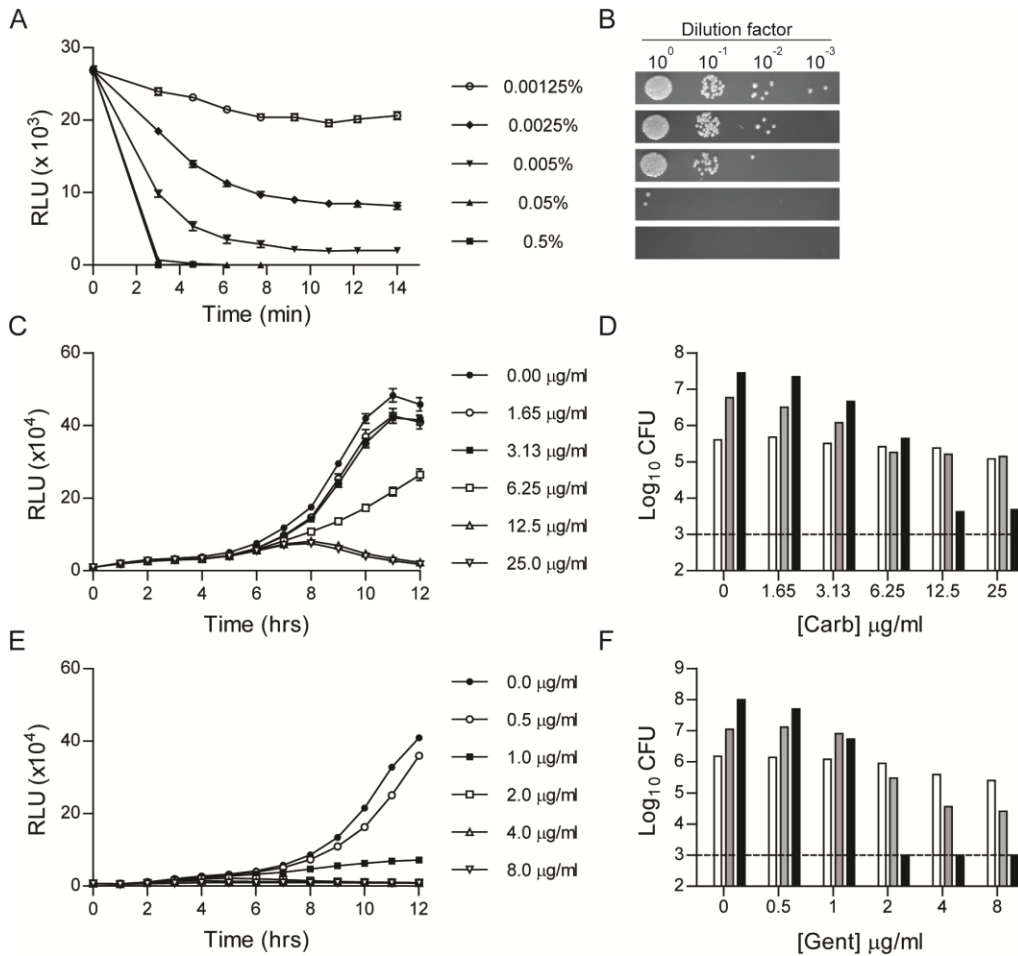 A
RLU (x 10³)
30
20
10
0
0 2 4 6 8 10 12 14
Time (min)
0.00125%
0.0025%
0.005%
0.05%
0.5%
B
Dilution factor
10⁰ 10⁻¹ 10⁻² 10⁻³
C
RLU (x10⁴)
60
40
20
0
0 2 4 6 8 10 12
Time (hrs)
0.00 µg/ml
1.65 µg/ml
3.13 µg/ml
6.25 µg/ml
12.5 µg/ml
25.0 µg/ml
D
Log₁₀ CFU
8
7
6
5
4
3
2
0 1.65 3.13 6.25 12.5 25
[Carb] µg/ml
E
RLU (x10⁴)
60
40
20
0
0 2 4 6 8 10 12
Time (hrs)
0.0 µg/ml
0.5 µg/ml
1.0 µg/ml
2.0 µg/ml
4.0 µg/ml
8.0 µg/ml
F
Log₁₀ CFU
9
8
7
6
5
4
3
2
0 0.5 1 2 4 8
[Gent] µg/ml